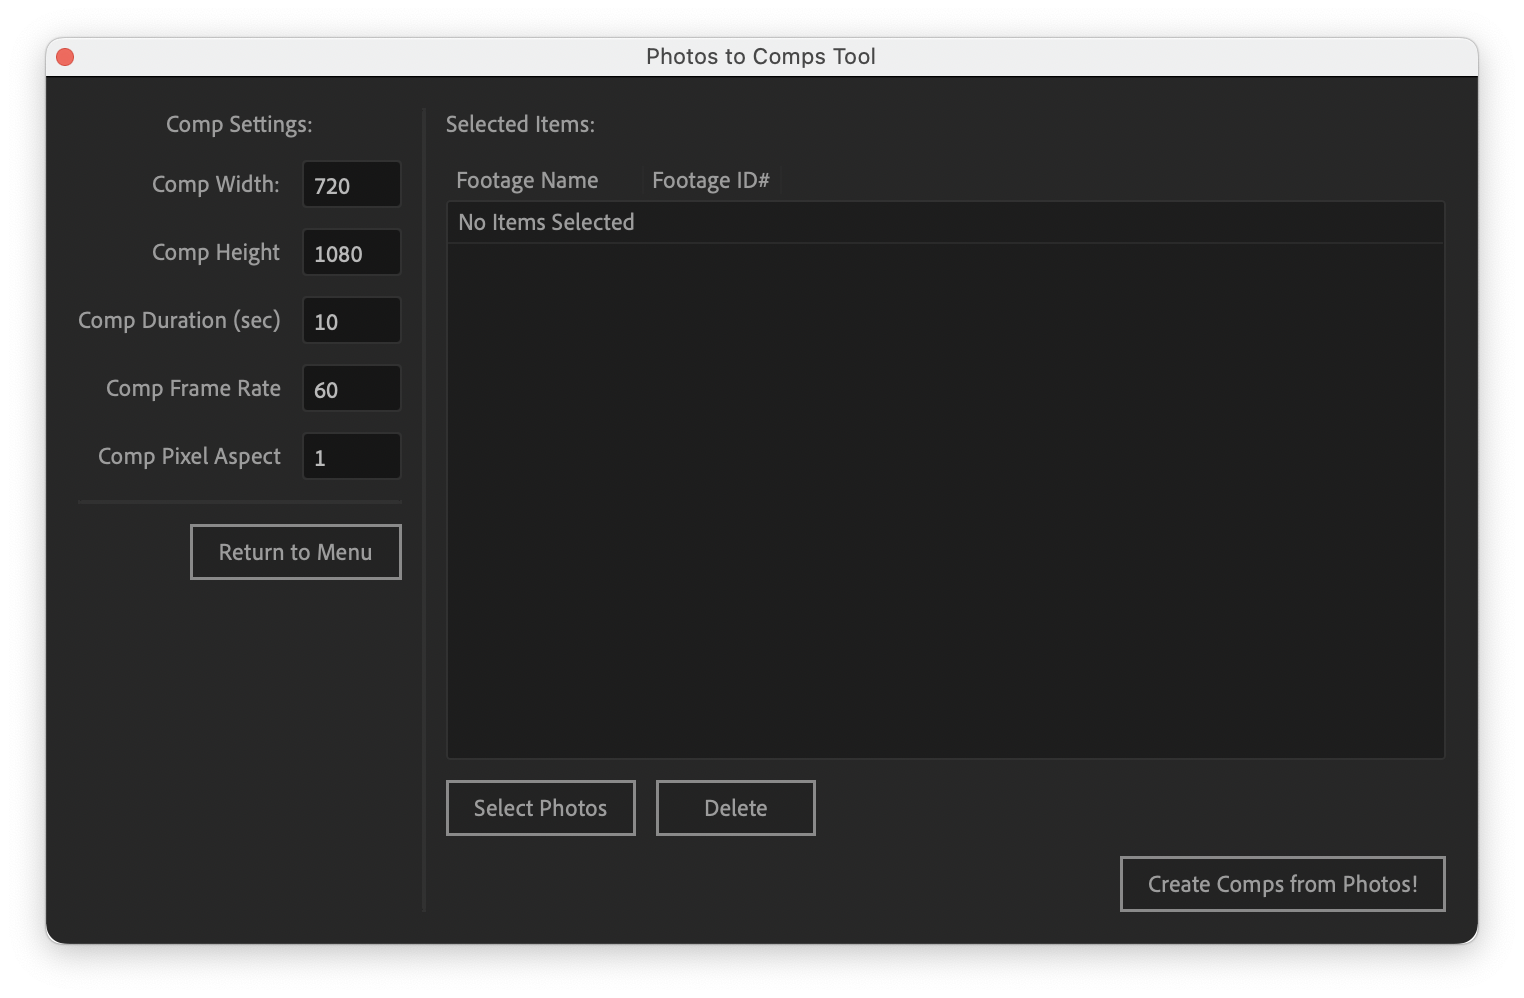 Photos to Comps Tool
Comp Settings:
Comp Width:
720
Comp Height
1080
Comp Duration (sec)
10
Comp Frame Rate
60
Comp Pixel Aspect
1
Return to Menu
Selected Items:
Footage Name
Footage ID#
No Items Selected
Select Photos
Delete
Create Comps from Photos!